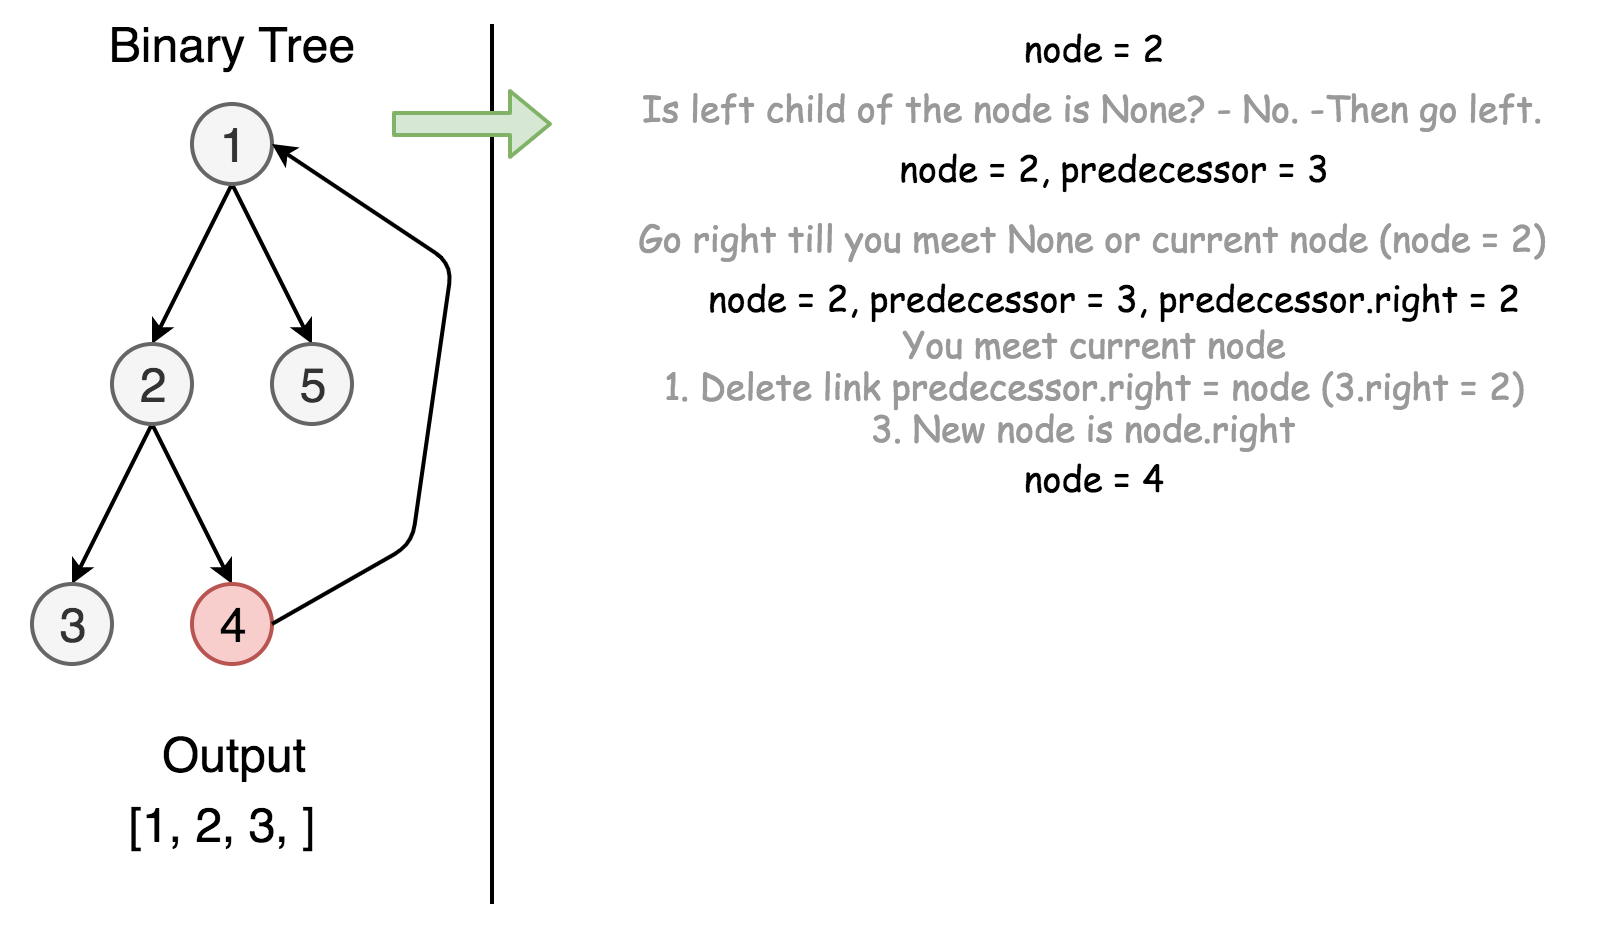 Binary Tree
1
2
5
3
4
Output
[1, 2, 3, ]
node = 2
Is left child of the node is None? - No. -Then go left.
node = 2, predecessor = 3
Go right till you meet None or current node (node = 2)
node = 2, predecessor = 3, predecessor.right = 2
You meet current node
1. Delete link predecessor.right = node (3.right = 2)
3. New node is node.right
node = 4